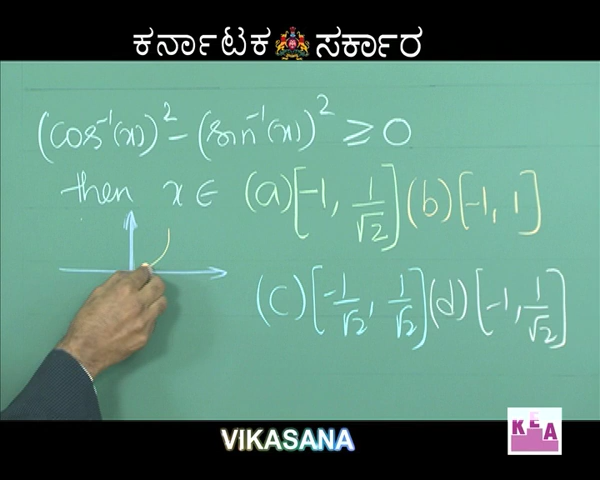 ಕರ್ನಾಟಕ ಸರ್ಕಾರ
(cos⁻¹(x))² - (sin⁻¹(x))² ≥ 0
then x ∈ (a) [-1, 1/√2] (b) [-1, 1]
(c) [-1/√2, 1/√2] (d) [-1, 1/√2]
VIKASANA
KEA